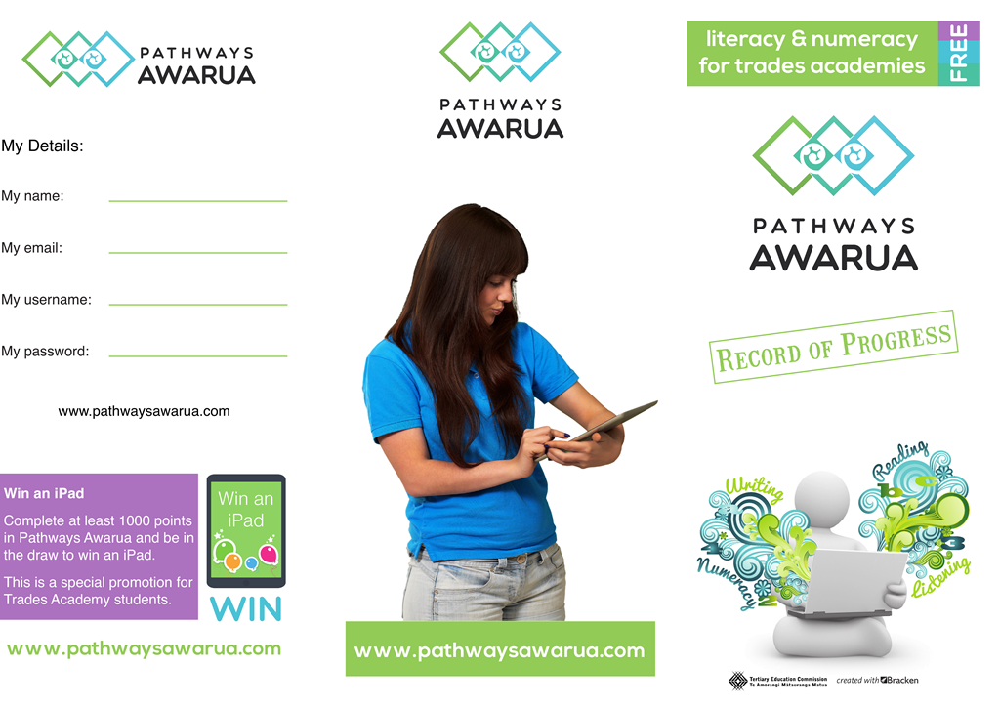 PATHWAYS
AWARUA
My Details:
My name:
My email:
My username:
My password:
www.pathwaysawarua.com
Win an iPad
Complete at least 1000 points
in Pathways Awarua and be in
the draw to win an iPad.
This is a special promotion for
Trades Academy students.
Win an
iPad
WIN
www.pathwaysawarua.com
PATHWAYS
AWARUA
www.pathwaysawarua.com
literacy & numeracy
for trades academies
FREE
PATHWAYS
AWARUA
RECORD OF PROGRESS
Writing
Reading
Numeracy
Listening
Tertiary Education Commission
Te Amorangi Mātauranga Matua
created with Bracken